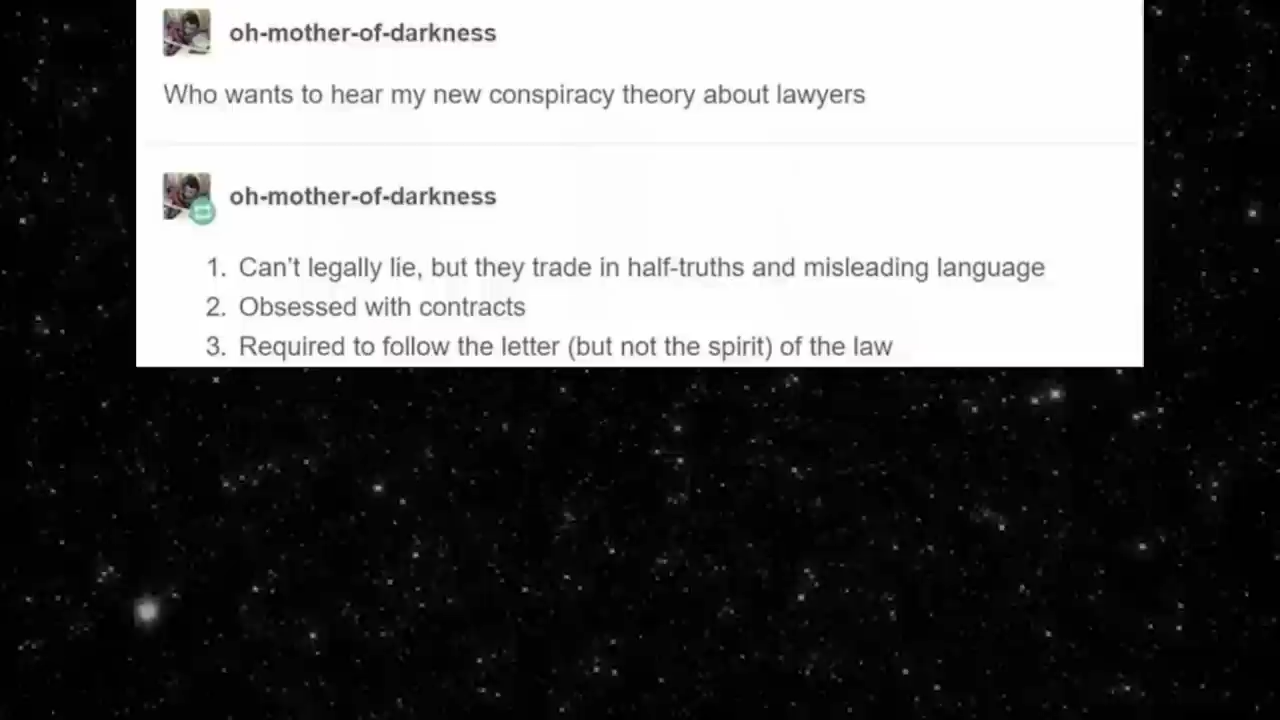 oh-mother-of-darkness
Who wants to hear my new conspiracy theory about lawyers
oh-mother-of-darkness
1. Can't legally lie, but they trade in half-truths and misleading language
2. Obsessed with contracts
3. Required to follow the letter (but not the spirit) of the law